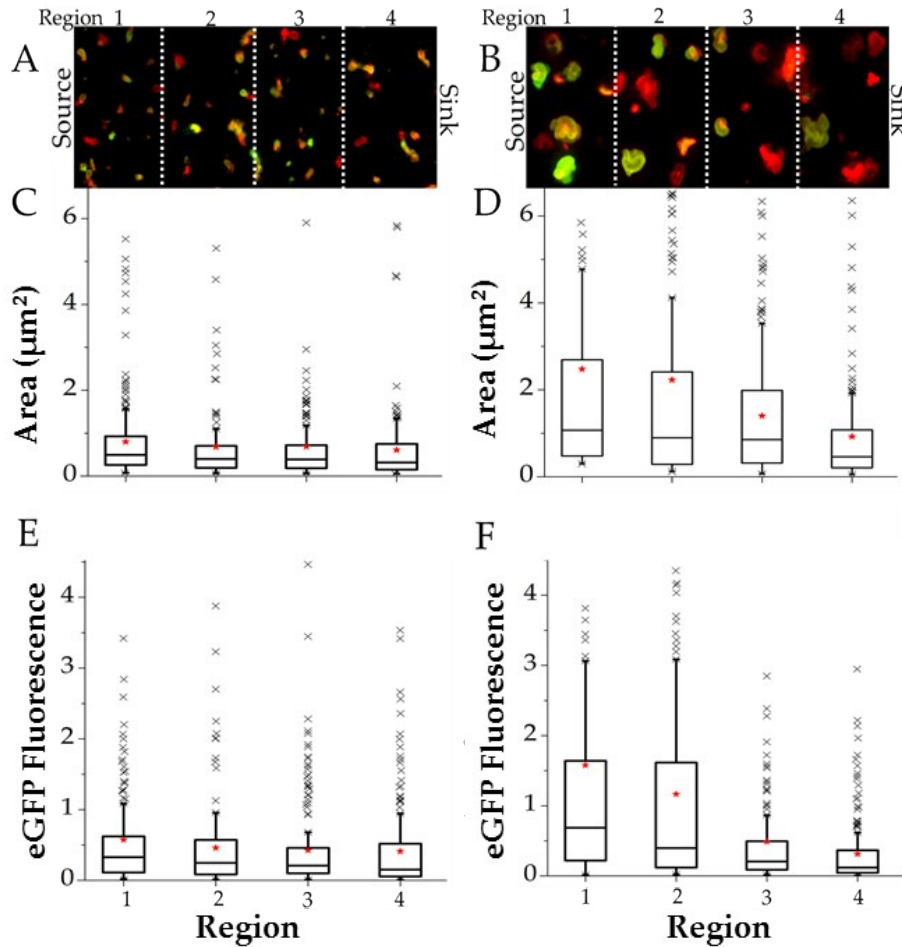 Region 1 2 3 4
A
Source
Sink
Region 1 2 3 4
B
Source
Sink
C
6
4
2
0
Area (µm²)
D
6
4
2
0
Area (µm²)
E
4
3
2
1
0
eGFP Fluorescence
1 2 3 4
Region
F
4
3
2
1
0
eGFP Fluorescence
1 2 3 4
Region